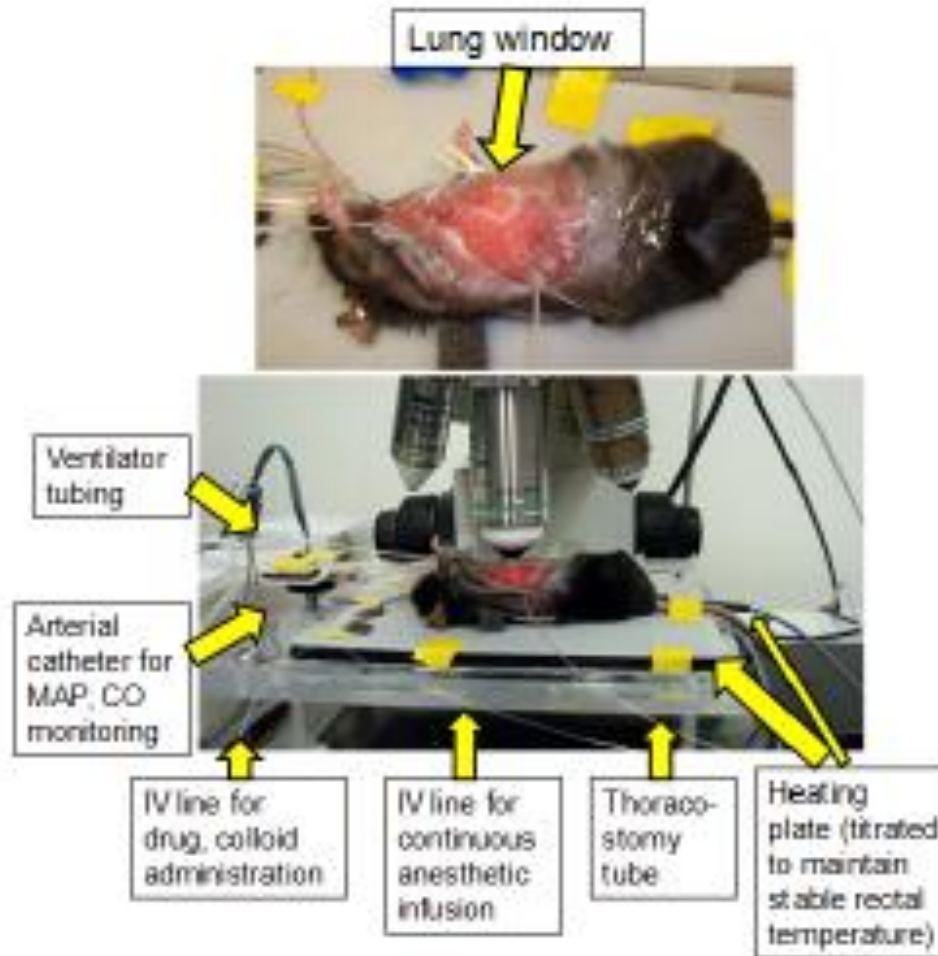 Lung window
Ventilator
tubing
Arterial
catheter for
MAP, CO
monitoring
IV line for
drug, colloid
administration
IV line for
continuous
anesthetic
infusion
Thoraco-
stomy
tube
Heating
plate (titrated
to maintain
stable rectal
temperature)